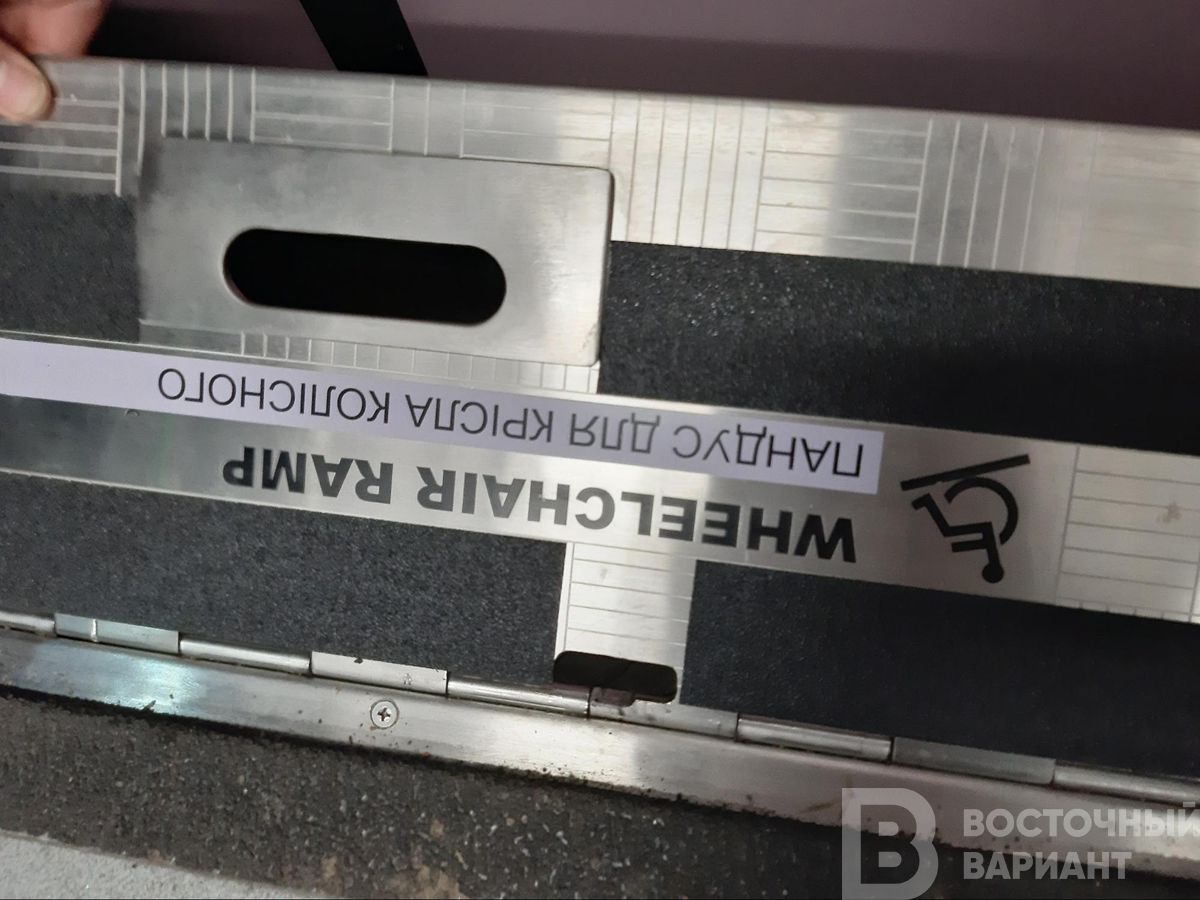 WHEELCHAIR RAMP
ПАНДУС ДЛЯ КРІСЛА КОЛІСНОГО
В ВОСТОЧНЫЙ
ВАРИАНТ